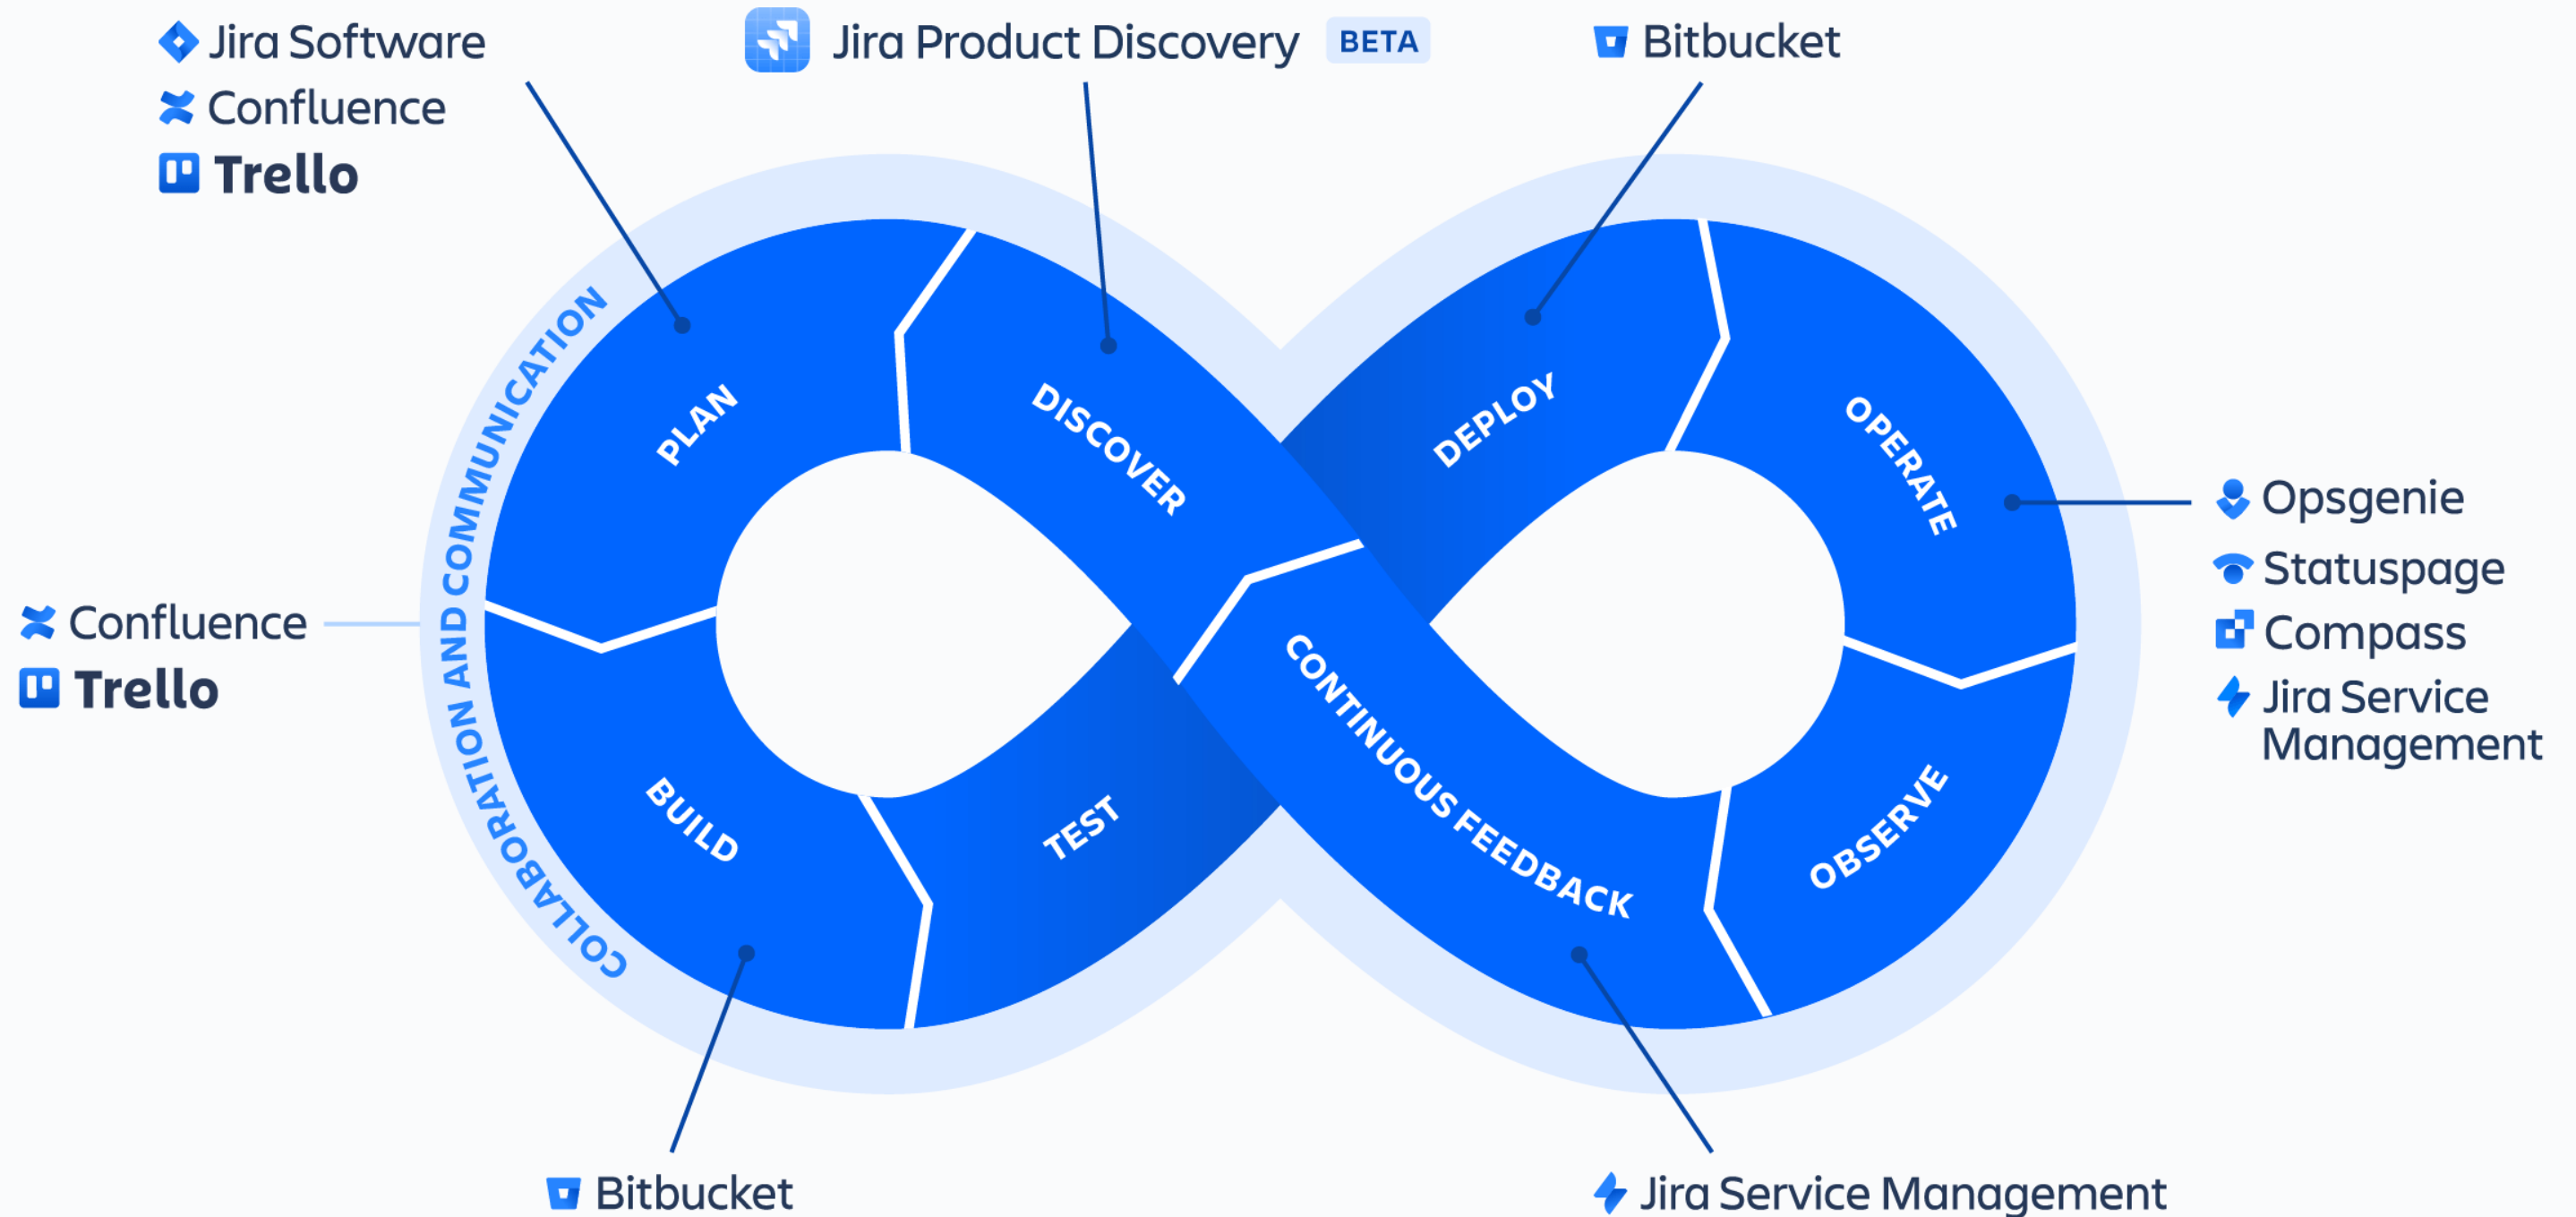 Jira Software
Confluence
Trello
Jira Product Discovery BETA
Bitbucket
COLLABORATION AND COMMUNICATION
PLAN
DISCOVER
DEPLOY
OPERATE
Confluence
Trello
Opsgenie
Statuspage
Compass
Jira Service
Management
BUILD
TEST
CONTINUOUS FEEDBACK
OBSERVE
Bitbucket
Jira Service Management